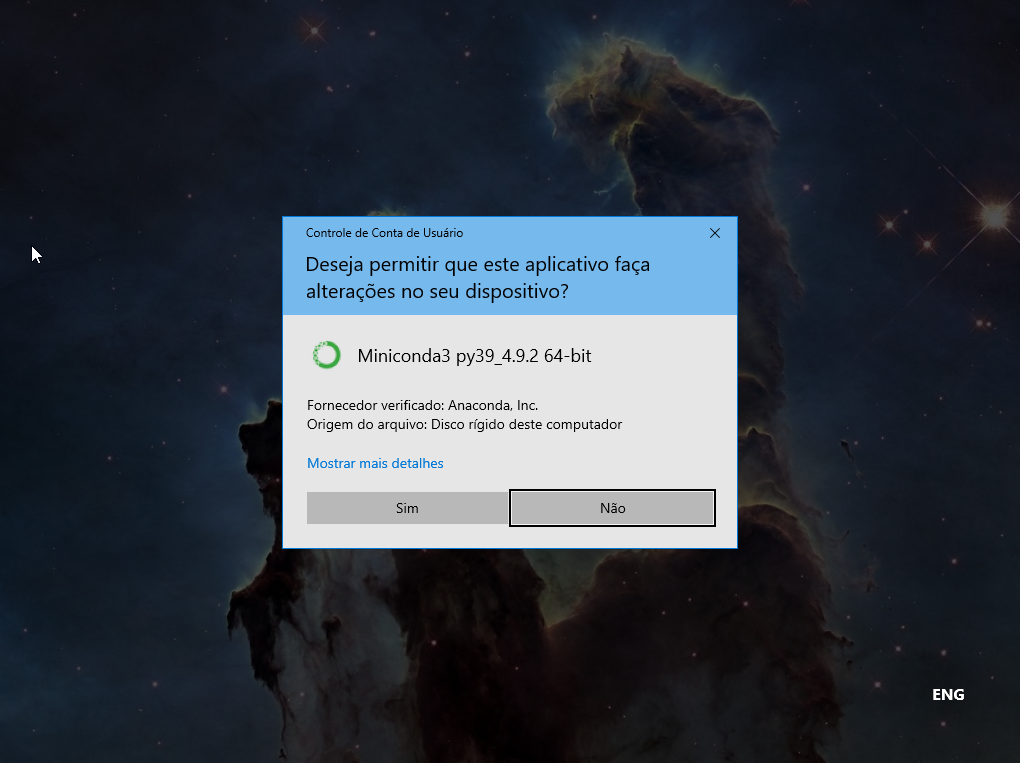 Controle de Conta de Usuário
Deseja permitir que este aplicativo faça
alterações no seu dispositivo?
Miniconda3 py39_4.9.2 64-bit
Fornecedor verificado: Anaconda, Inc.
Origem do arquivo: Disco rígido deste computador
Mostrar mais detalhes
Sim
Não
ENG